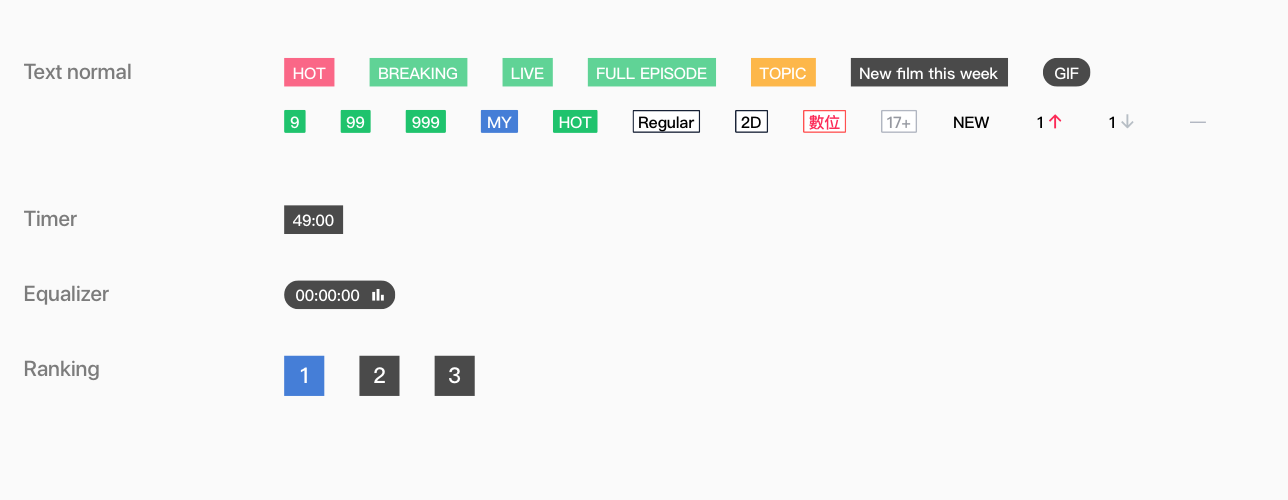 Text normal HOT BREAKING LIVE FULL EPISODE TOPIC New film this week GIF
9 99 999 MY HOT Regular 2D 數位 17+ NEW 1↑ 1↓ —
Timer 49:00
Equalizer 00:00:00
Ranking 1 2 3